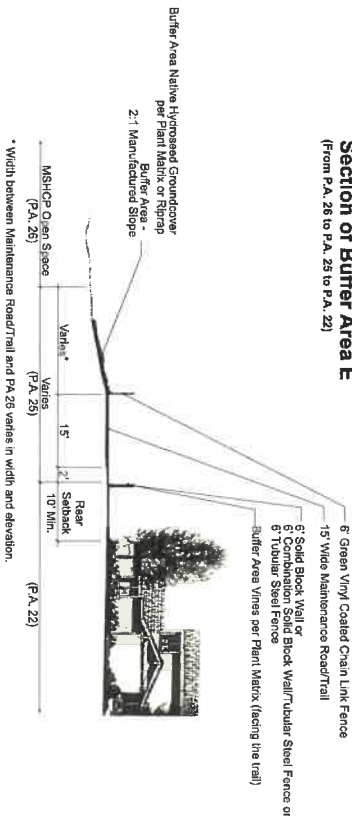 Section of Buffer Area E
(From P.A. 26 to P.A. 25 to P.A. 22)
6' Green Vinyl Coated Chain Link Fence
15' Wide Maintenance Road/Trail
6' Solid Block Wall or
6' Combination Solid Block Wall/Tubular Steel Fence or
6' Tubular Steel Fence
Buffer Area Vines per Plant Matrix (facing the trail)
Buffer Area Native Hydroseed Groundcover
per Plant Matrix or Riprap
Buffer Area -
2:1 Manufactured Slope
Varies*
15'
2'
Rear
Setback
10' Min.
MSHCP Open Space
(P.A. 26)
Varies
(P.A. 25)
(P.A. 22)
* Width between Maintenance Road/Trail and PA 26 varies in width and elevation.